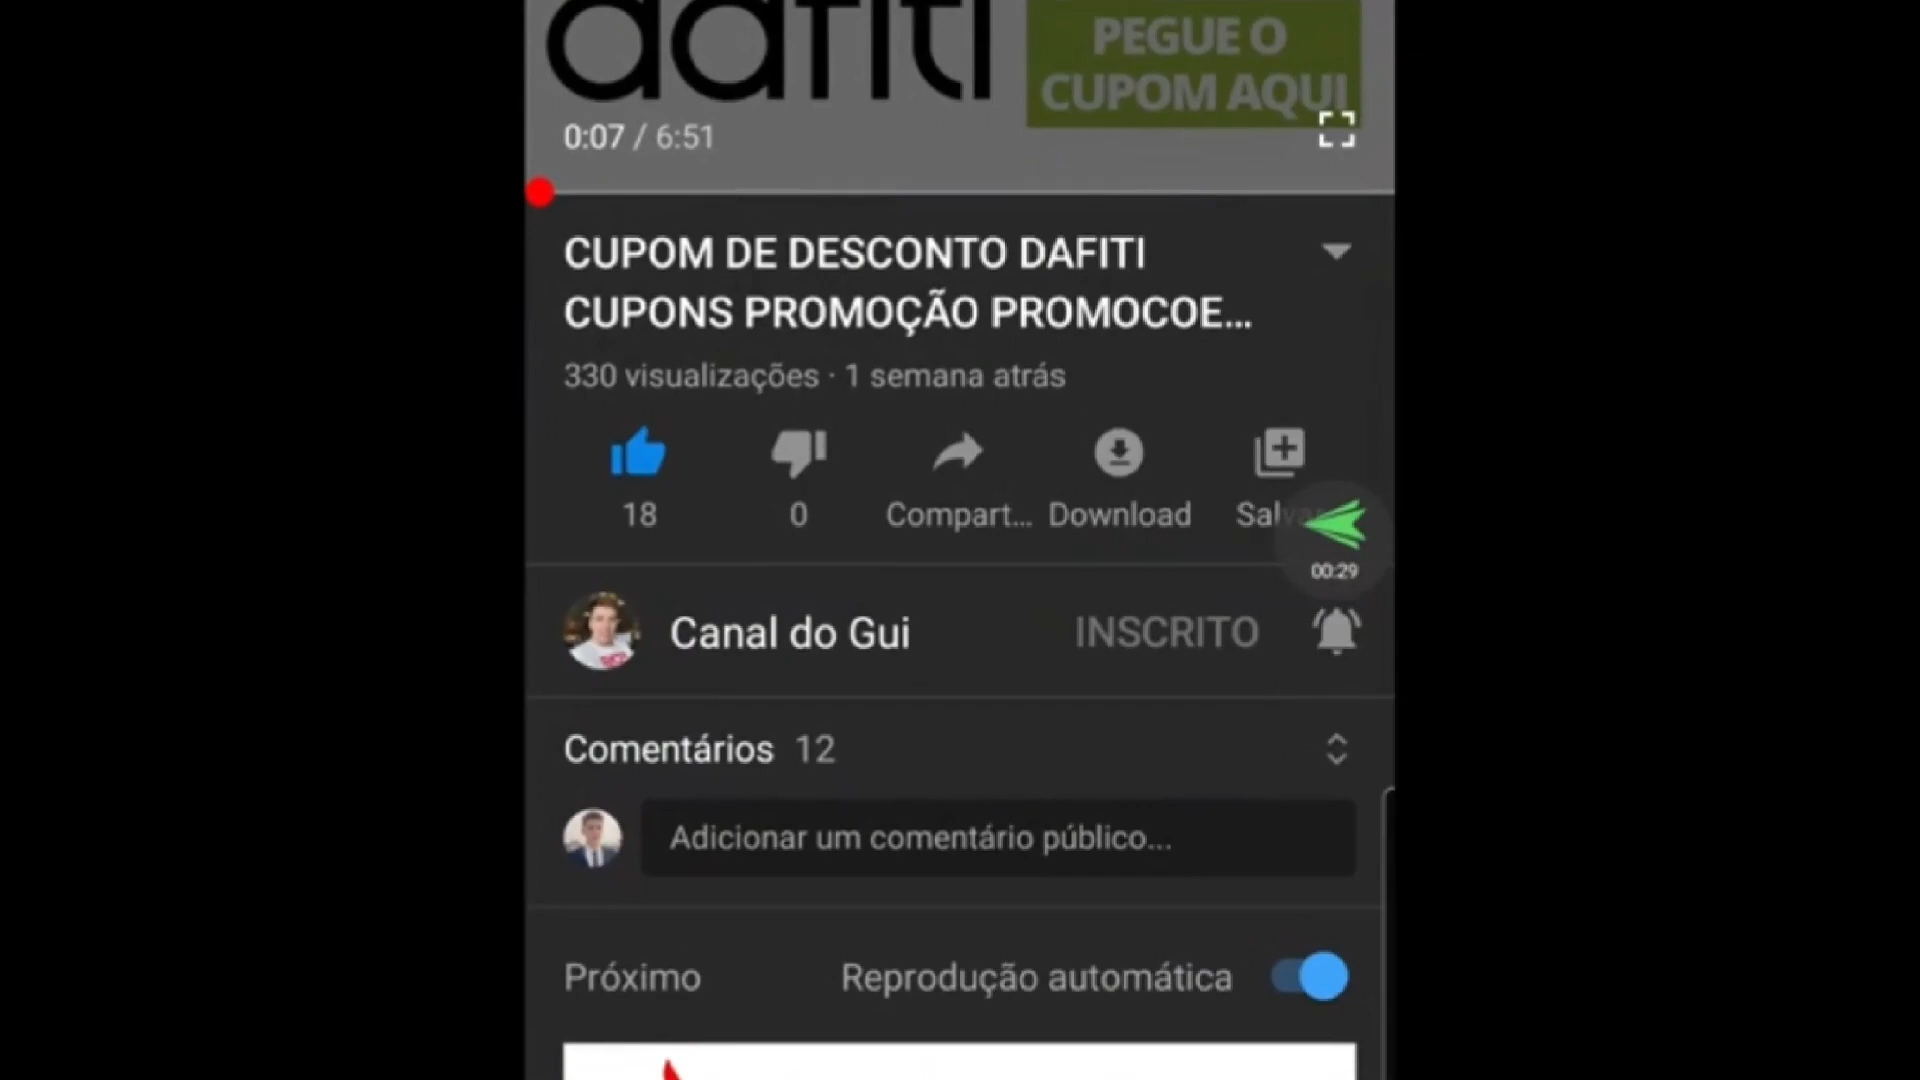 dafiti
PEGUE O
CUPOM AQUI
0:07 / 6:51
CUPOM DE DESCONTO DAFITI
CUPONS PROMOÇÃO PROMOCOE...
330 visualizações · 1 semana atrás
18
0
Compart...
Download
Salvar
00:29
Canal do Gui
INSCRITO
Comentários 12
Adicionar um comentário público...
Próximo
Reprodução automática